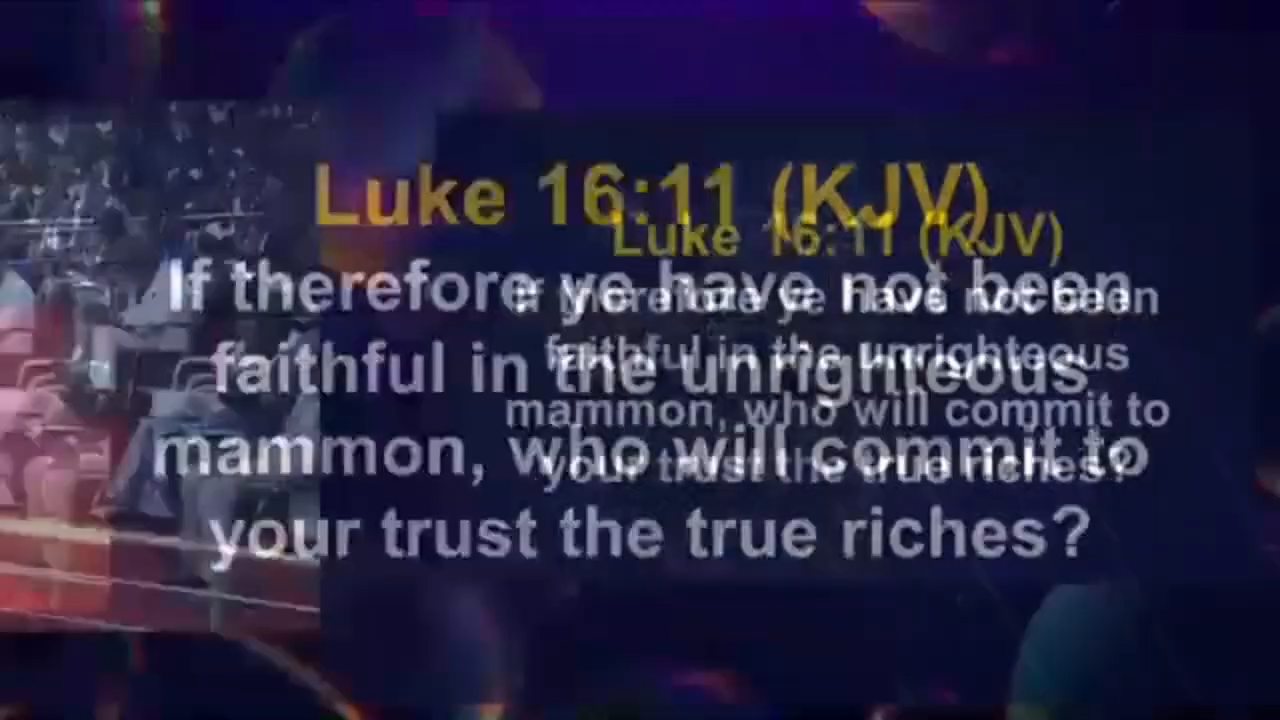 Luke 16:11 (KJV)
If therefore ye have not been
faithful in the unrighteous
mammon, who will commit to
your trust the true riches?
Luke 16:11 (KJV)
If therefore ye have not been
faithful in the unrighteous
mammon, who will commit to
your trust the true riches?